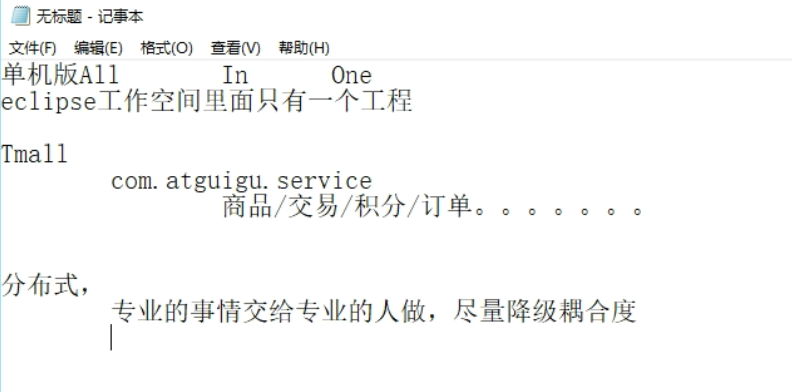 无标题 - 记事本
文件(F) 编辑(E) 格式(O) 查看(V) 帮助(H)
单机版All In One
eclipse工作空间里面只有一个工程
Tmall
com.atguigu.service
商品/交易/积分/订单。。。。。。。
分布式，
专业的事情交给专业的人做，尽量降级耦合度